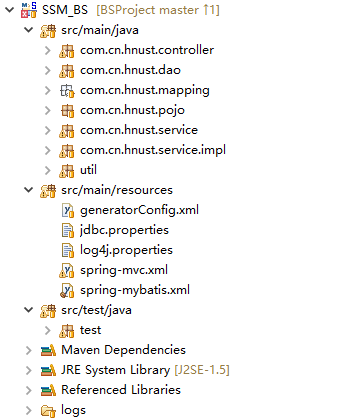 SSM_BS [BSProject master ↑1]
src/main/java
com.cn.hnust.controller
com.cn.hnust.dao
com.cn.hnust.mapping
com.cn.hnust.pojo
com.cn.hnust.service
com.cn.hnust.service.impl
util
src/main/resources
generatorConfig.xml
jdbc.properties
log4j.properties
spring-mvc.xml
spring-mybatis.xml
src/test/java
test
Maven Dependencies
JRE System Library [J2SE-1.5]
Referenced Libraries
logs